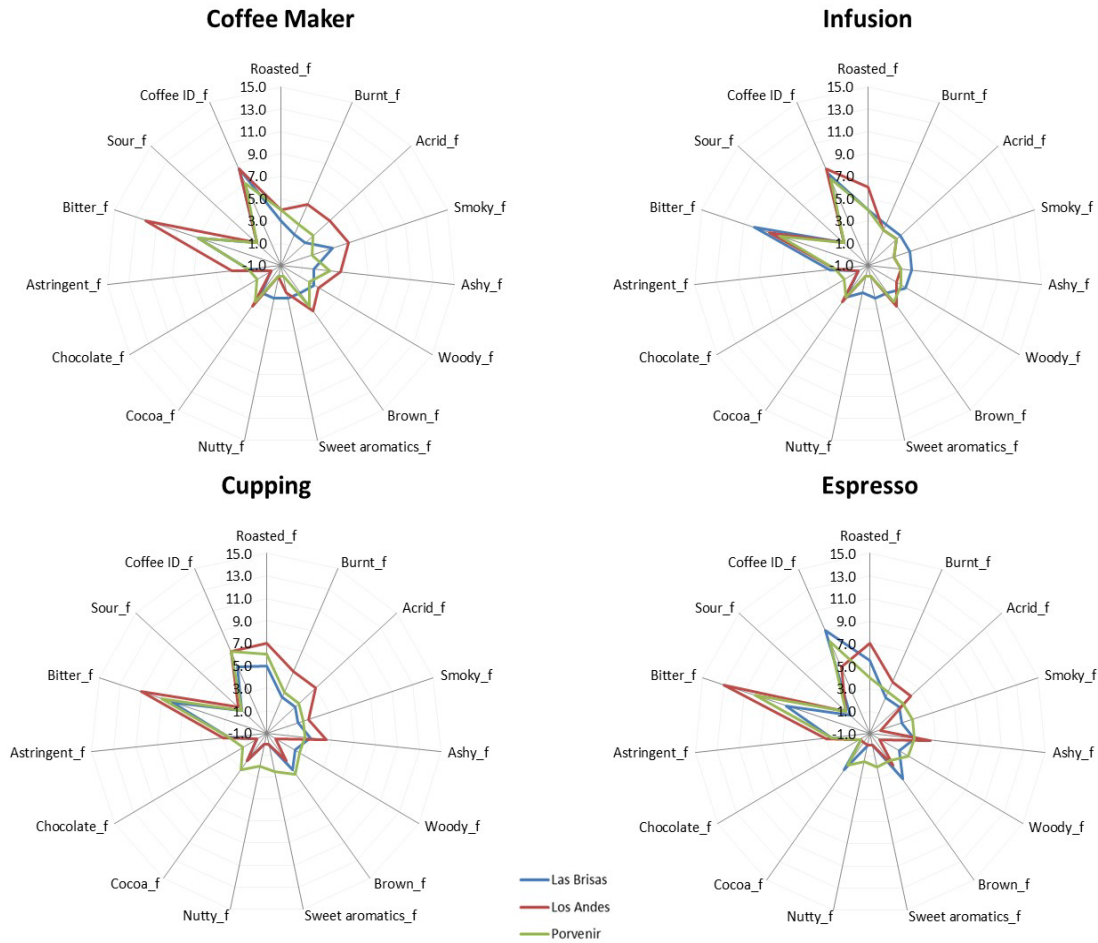 Coffee Maker
Roasted_f
Coffee ID_f
Burnt_f
Sour_f
Acrid_f
Bitter_f
Smoky_f
Astringent_f
Ashy_f
Chocolate_f
Woody_f
Cocoa_f
Brown_f
Nutty_f
Sweet aromatics_f
15.0
13.0
11.0
9.0
7.0
5.0
3.0
1.0
-1.0
Infusion
Roasted_f
Coffee ID_f
Burnt_f
Sour_f
Acrid_f
Bitter_f
Smoky_f
Astringent_f
Ashy_f
Chocolate_f
Woody_f
Cocoa_f
Brown_f
Nutty_f
Sweet aromatics_f
15.0
13.0
11.0
9.0
7.0
5.0
3.0
1.0
-1.0
Cupping
Roasted_f
Coffee ID_f
Burnt_f
Sour_f
Acrid_f
Bitter_f
Smoky_f
Astringent_f
Ashy_f
Chocolate_f
Woody_f
Cocoa_f
Brown_f
Nutty_f
Sweet aromatics_f
15.0
13.0
11.0
9.0
7.0
5.0
3.0
1.0
-1.0
Espresso
Roasted_f
Coffee ID_f
Burnt_f
Sour_f
Acrid_f
Bitter_f
Smoky_f
Astringent_f
Ashy_f
Chocolate_f
Woody_f
Cocoa_f
Brown_f
Nutty_f
Sweet aromatics_f
15.0
13.0
11.0
9.0
7.0
5.0
3.0
1.0
-1.0
Las Brisas
Los Andes
Porvenir